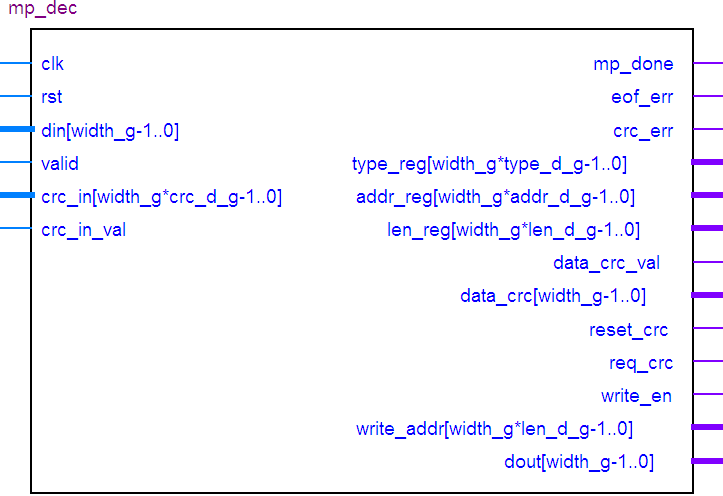 mp_dec
clk
mp_done
rst
eof_err
din[width_g-1..0]
crc_err
valid
type_reg[width_g*type_d_g-1..0]
crc_in[width_g*crc_d_g-1..0]
addr_reg[width_g*addr_d_g-1..0]
crc_in_val
len_reg[width_g*len_d_g-1..0]
data_crc_val
data_crc[width_g-1..0]
reset_crc
req_crc
write_en
write_addr[width_g*len_d_g-1..0]
dout[width_g-1..0]